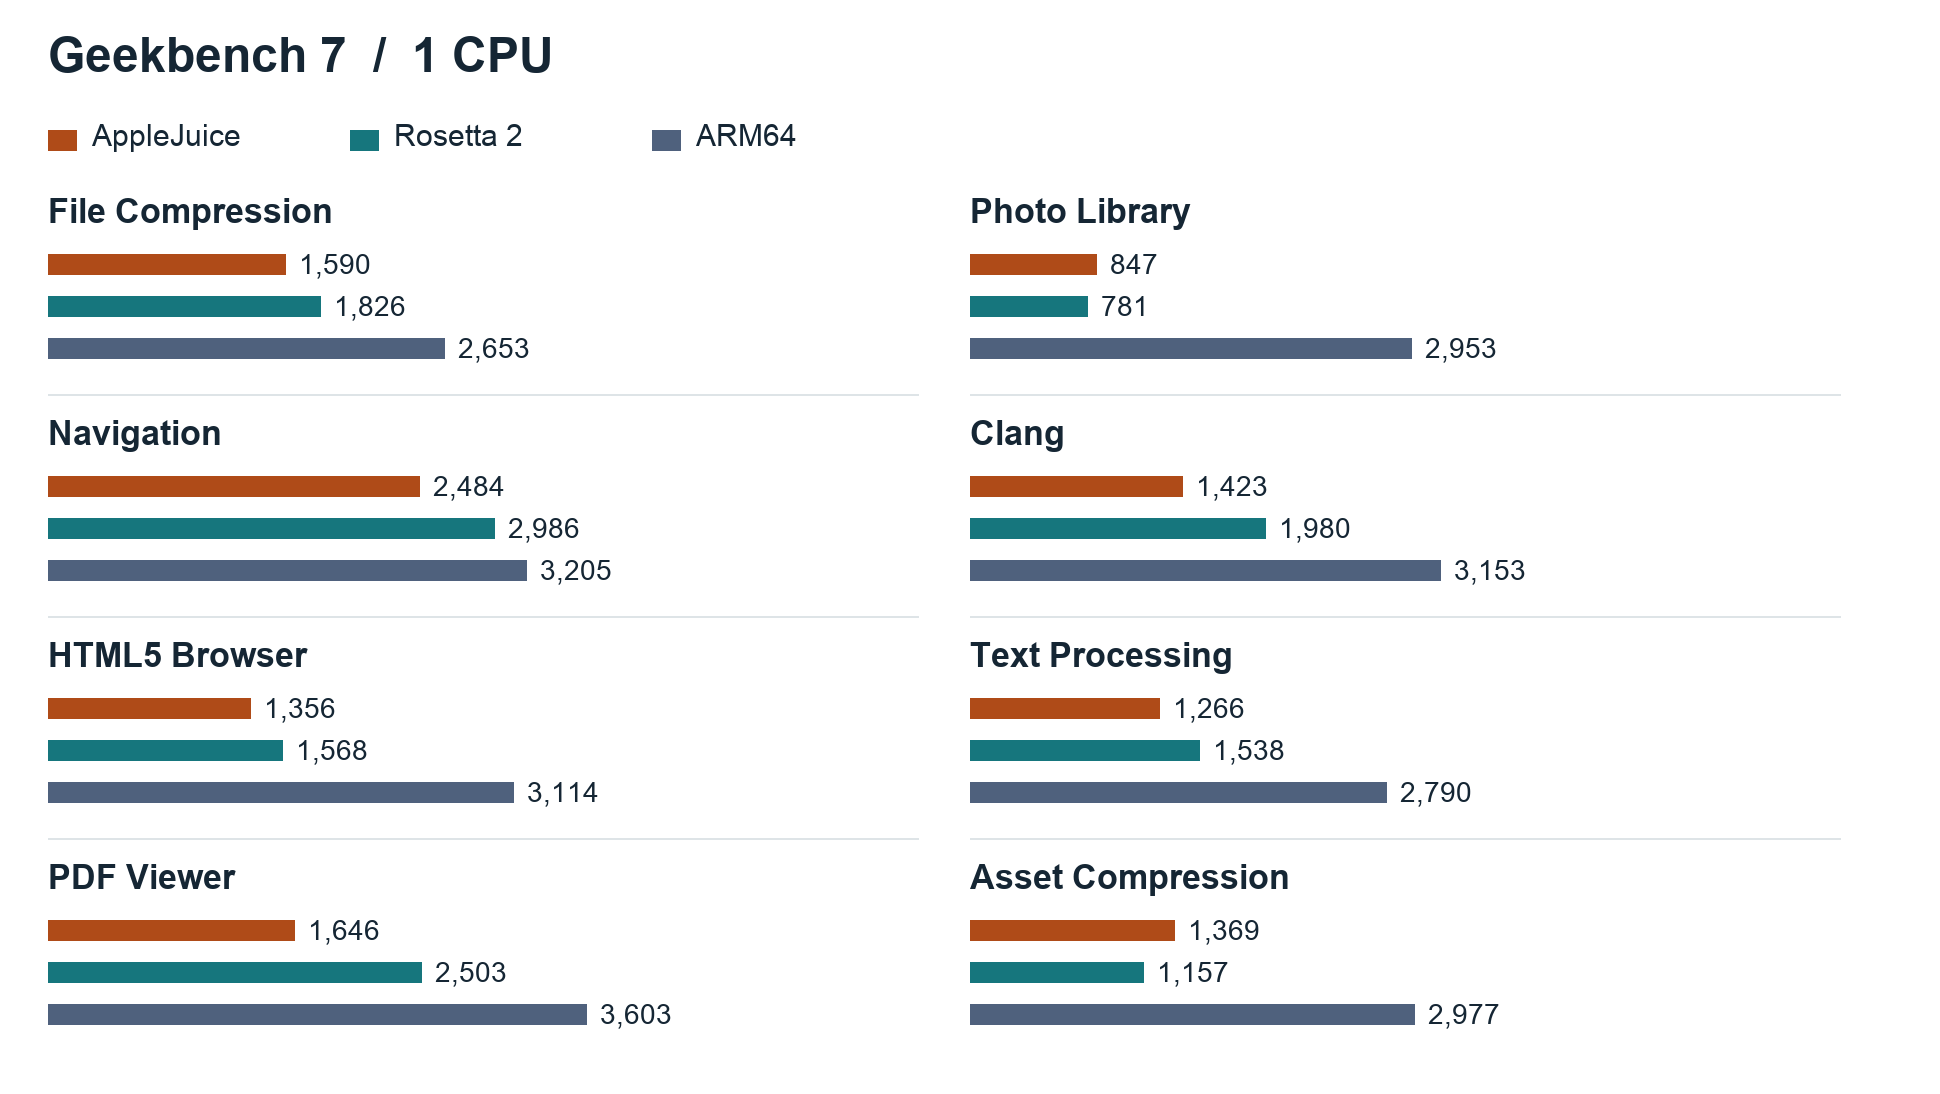 Geekbench 7 / 1 CPU
AppleJuice
Rosetta 2
ARM64
File Compression
1,590
1,826
2,653
Photo Library
847
781
2,953
Navigation
2,484
2,986
3,205
Clang
1,423
1,980
3,153
HTML5 Browser
1,356
1,568
3,114
Text Processing
1,266
1,538
2,790
PDF Viewer
1,646
2,503
3,603
Asset Compression
1,369
1,157
2,977